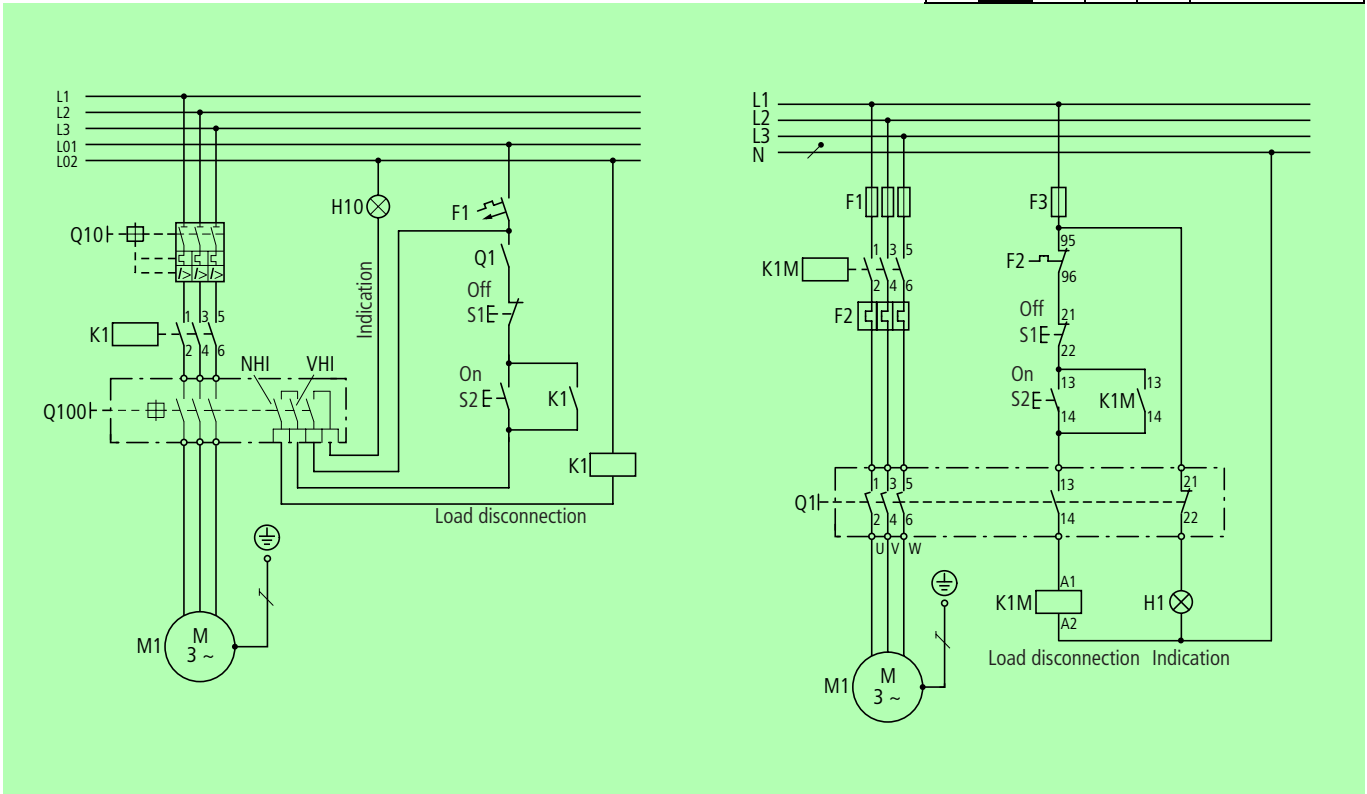 L1
L2
L3
L01
L02
H10
F1
Q10
I> I> I>
Q1
Off
S1
Indication
K1
1 3 5
2 4 6
NHI VHI
On
S2
K1
Q100
K1
Load disconnection
M1
M
3 ~
L1
L2
L3
N
F1
F3
1 3 5
95
K1M
F2
96
2 4 6
F2
Off
21
S1
22
On
13
13
S2
K1M
14
14
1 3 5
13
21
Q1
2 4 6
14
22
U V W
A1
K1M
H1
A2
Load disconnection Indication
M1
M
3 ~